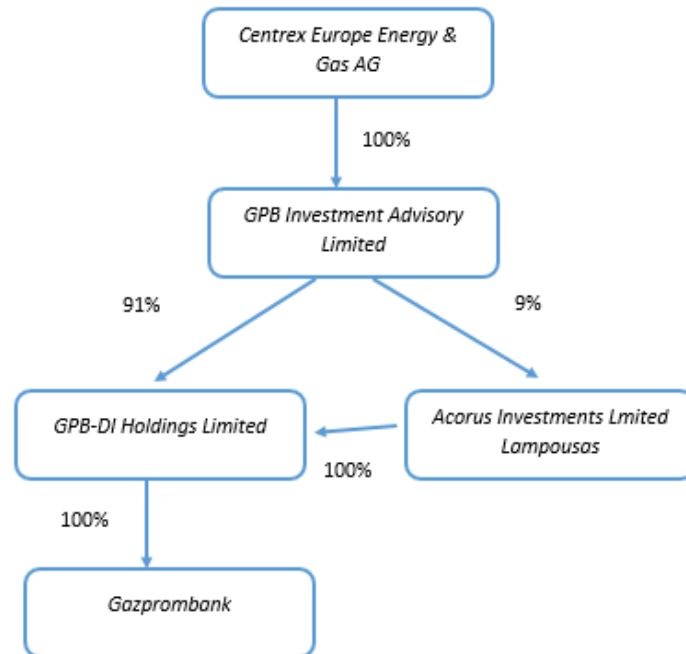 Centrex Europe Energy &
Gas AG
100%
GPB Investment Advisory
Limited
91%
9%
GPB-DI Holdings Limited
Acorus Investments Lmited
Lampousas
100%
100%
Gazprombank